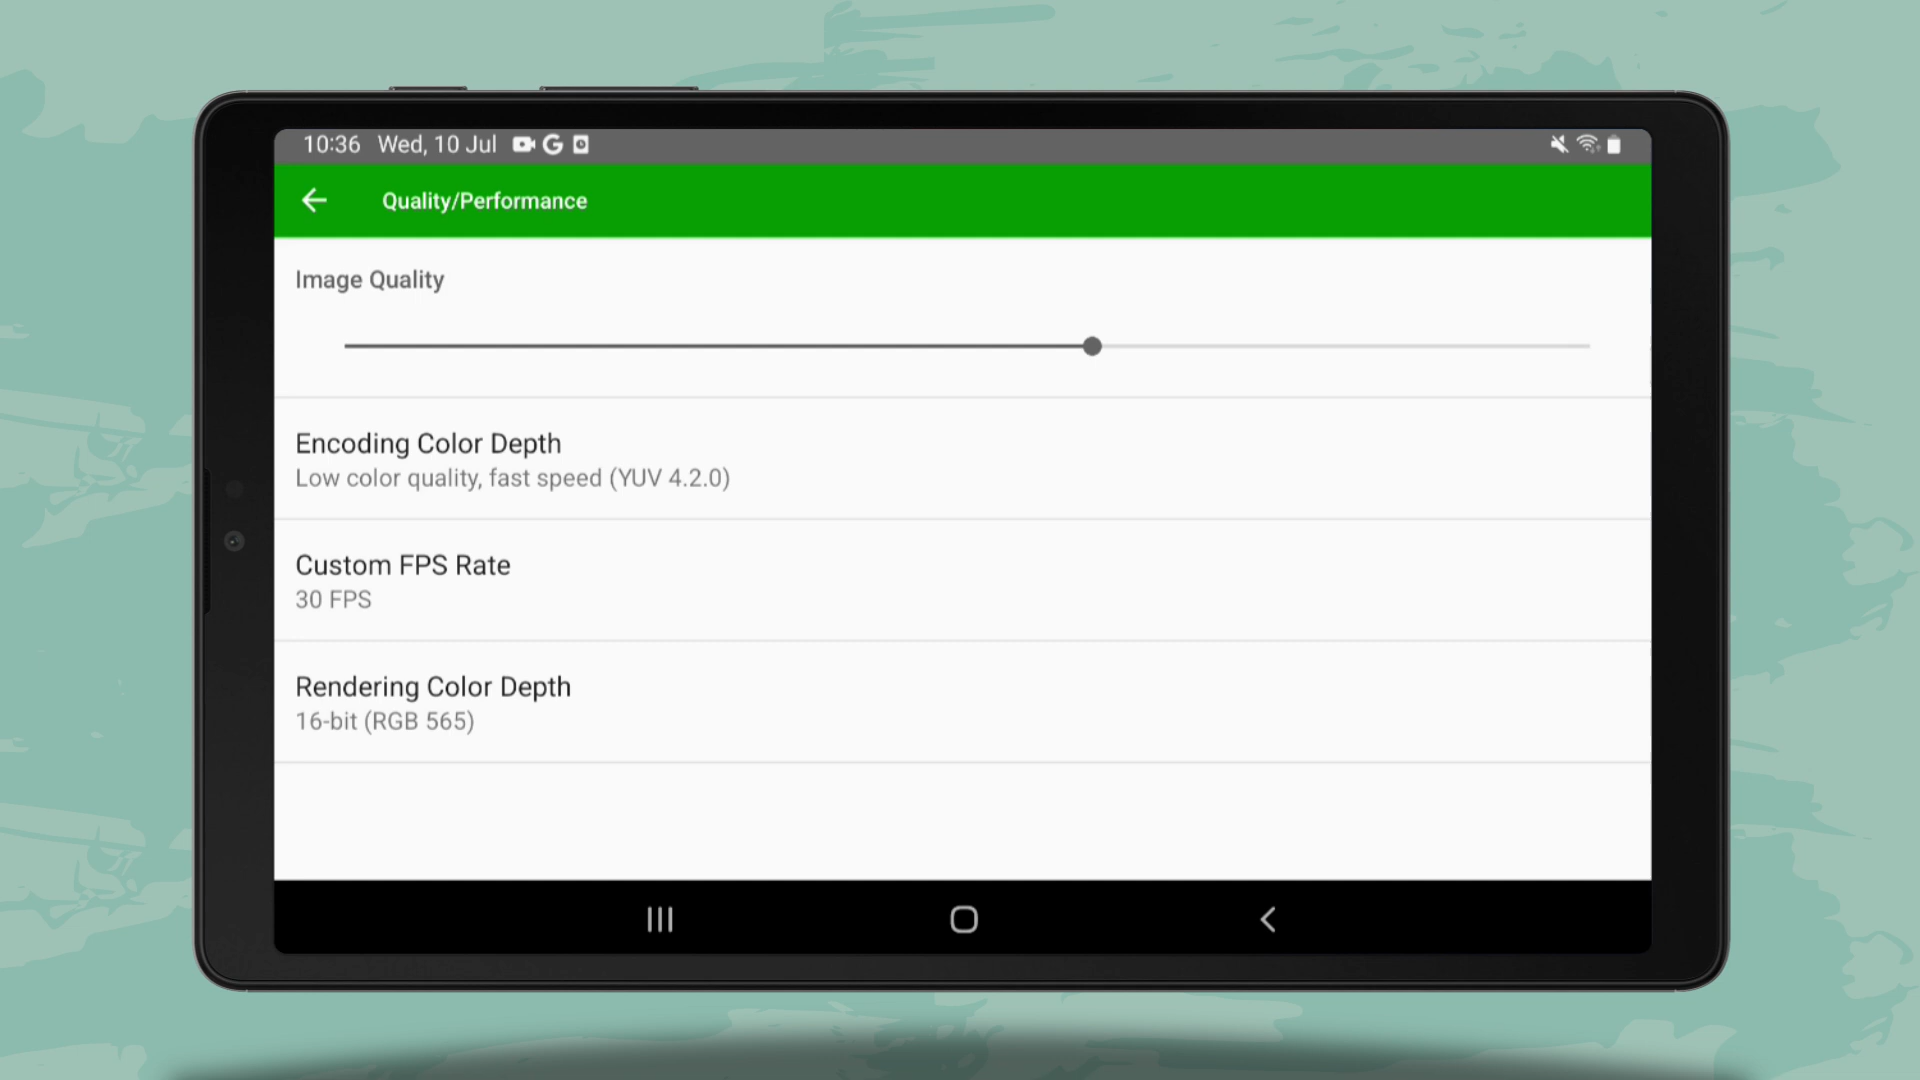 10:36 Wed, 10 Jul
Quality/Performance
Image Quality
Encoding Color Depth
Low color quality, fast speed (YUV 4.2.0)
Custom FPS Rate
30 FPS
Rendering Color Depth
16-bit (RGB 565)